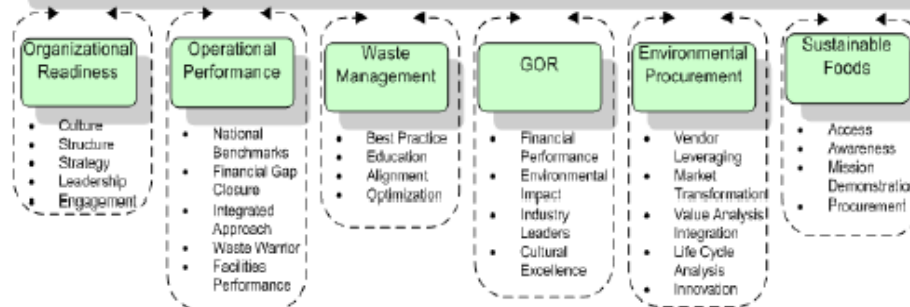 Organizational
Readiness
• Culture
• Structure
• Strategy
• Leadership
• Engagement
Operational
Performance
• National
Benchmarks
• Financial Gap
Closure
• Integrated
Approach
• Waste Warrior
• Facilities
Performance
Waste
Management
• Best Practice
• Education
• Alignment
• Optimization
GOR
• Financial
Performance
• Environmental
Impact
• Industry
Leaders
• Cultural
Excellence
Environmental
Procurement
• Vendor
Leveraging
• Market
Transformation
• Value Analysis
Integration
• Life Cycle
Analysis
• Innovation
Sustainable
Foods
• Access
• Awareness
• Mission
Demonstratio
• Procurement